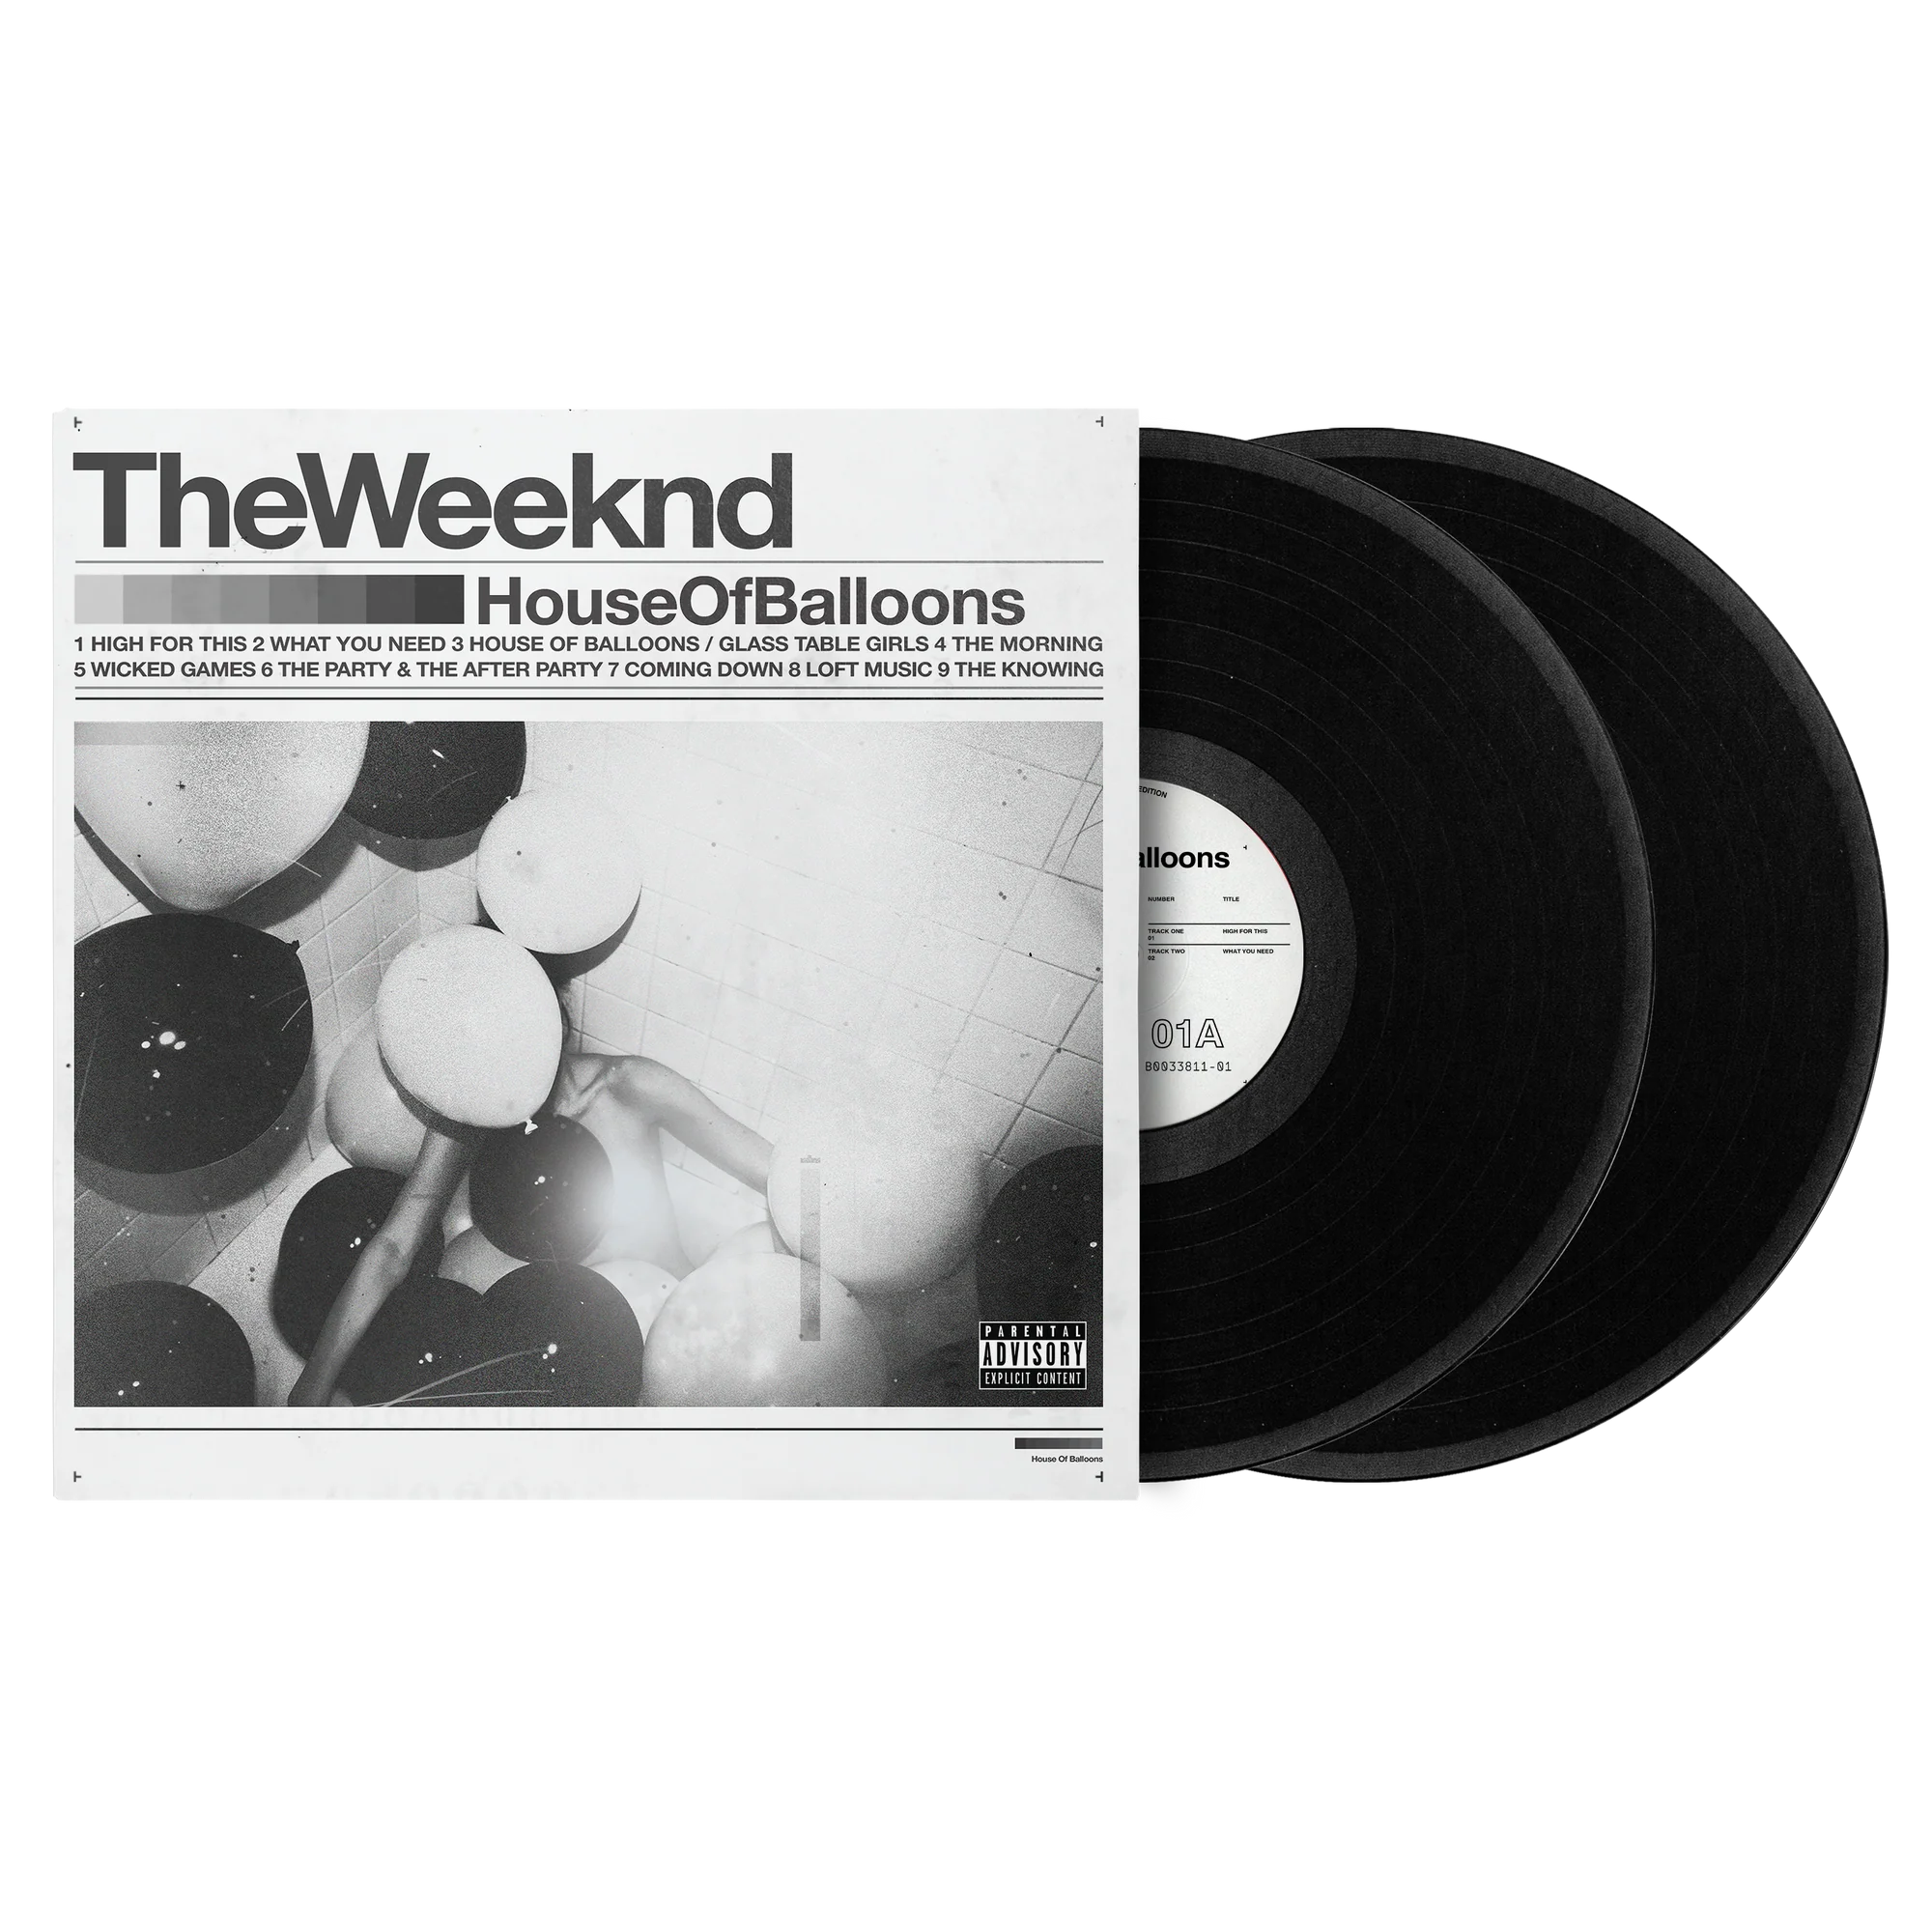 TheWeeknd
HouseOfBalloons
1 HIGH FOR THIS 2 WHAT YOU NEED 3 HOUSE OF BALLOONS / GLASS TABLE GIRLS 4 THE MORNING
5 WICKED GAMES 6 THE PARTY & THE AFTER PARTY 7 COMING DOWN 8 LOFT MUSIC 9 THE KNOWING
PARENTAL
ADVISORY
EXPLICIT CONTENT
House Of Balloons
EDITION
alloons
NUMBER TITLE
TRACK ONE HIGH FOR THIS
01
TRACK TWO WHAT YOU NEED
02
01A
B0033811-01